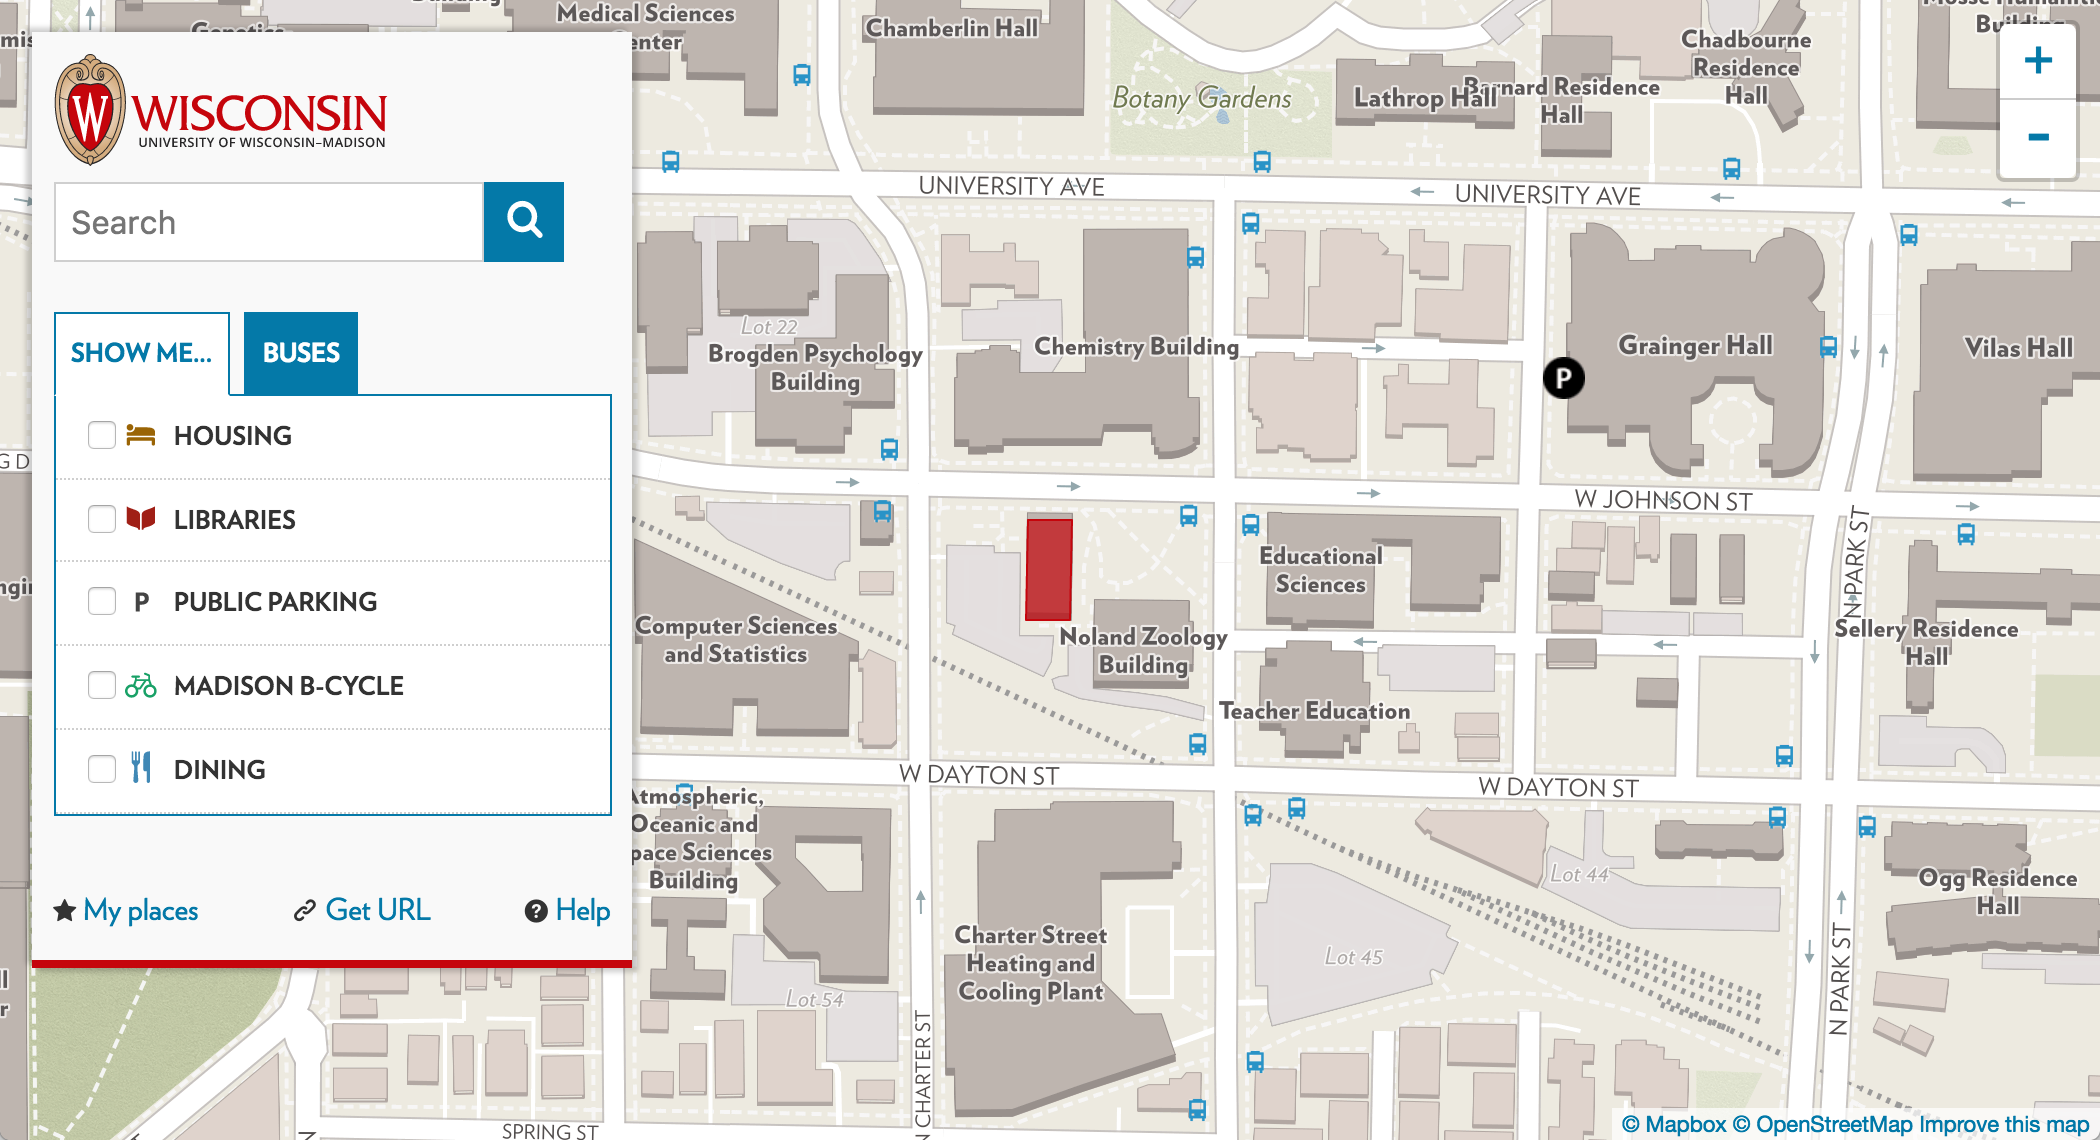 Medical Sciences
Center
Chamberlin Hall
Genetics
Botany Gardens
Lathrop Hall
Barnard Residence
Hall
Chadbourne
Residence
Hall
Building
+
-
W
WISCONSIN
UNIVERSITY OF WISCONSIN–MADISON
Search
SHOW ME...
BUSES
HOUSING
LIBRARIES
P PUBLIC PARKING
MADISON B-CYCLE
DINING
My places
Get URL
? Help
UNIVERSITY AVE
UNIVERSITY AVE
Lot 22
Brogden Psychology
Building
Chemistry Building
P
Grainger Hall
Vilas Hall
W JOHNSON ST
N PARK ST
Educational
Sciences
Computer Sciences
and Statistics
Noland Zoology
Building
Sellery Residence
Hall
Teacher Education
W DAYTON ST
W DAYTON ST
Atmospheric,
Oceanic and
Space Sciences
Building
Lot 44
Ogg Residence
Hall
Charter Street
Heating and
Cooling Plant
Lot 45
Lot 54
N PARK ST
N CHARTER ST
SPRING ST
© Mapbox © OpenStreetMap Improve this map